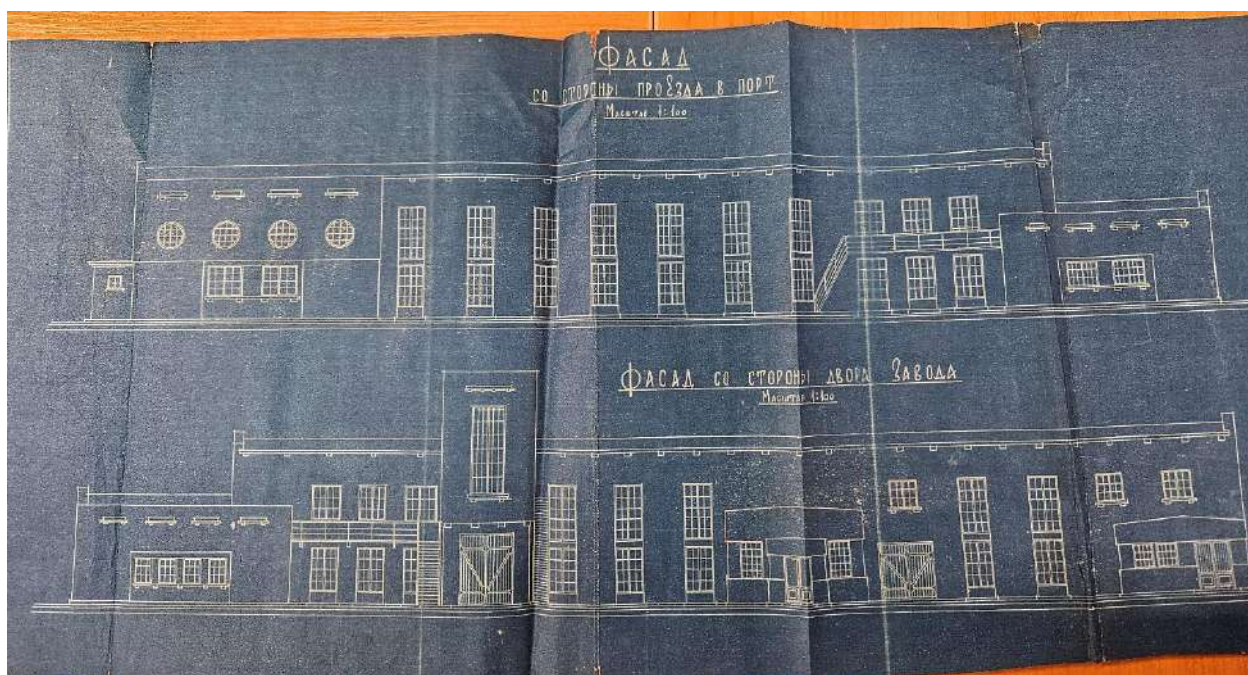 ФАСАД
СО СТОРОНЫ ПРОЕЗДА В ПОРТ
Масштаб 1:100
ФАСАД СО СТОРОНЫ ДВОРА ЗАВОДА
Масштаб 1:100